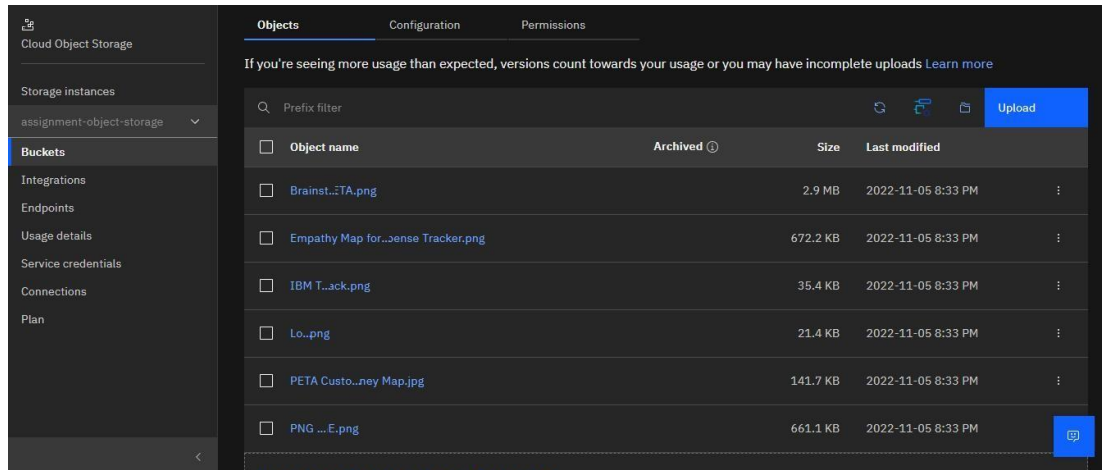 Cloud Object Storage
Storage instances
assignment-object-storage
Buckets
Integrations
Endpoints
Usage details
Service credentials
Connections
Plan
Objects Configuration Permissions
If you're seeing more usage than expected, versions count towards your usage or you may have incomplete uploads Learn more
Prefix filter Upload
Object name Archived Size Last modified
Brainst...ETA.png 2.9 MB 2022-11-05 8:33 PM
Empathy Map for...pense Tracker.png 672.2 KB 2022-11-05 8:33 PM
IBM T...ack.png 35.4 KB 2022-11-05 8:33 PM
Lo...png 21.4 KB 2022-11-05 8:33 PM
PETA Custo...ney Map.jpg 141.7 KB 2022-11-05 8:33 PM
PNG ...E.png 661.1 KB 2022-11-05 8:33 PM